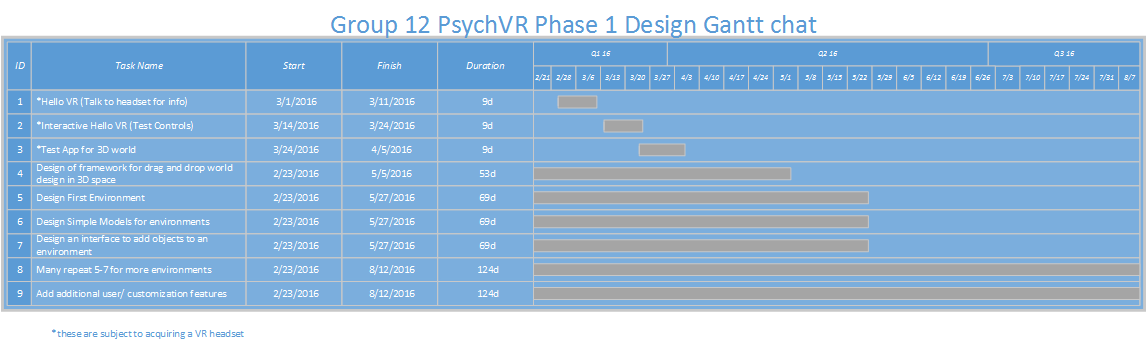 Group 12 PsychVR Phase 1 Design Gantt chat
ID Task Name Start Finish Duration Q1 16 Q2 16 Q3 16
2/21 2/28 3/6 3/13 3/20 3/27 4/3 4/10 4/17 4/24 5/1 5/8 5/15 5/22 5/29 6/5 6/12 6/19 6/26 7/3 7/10 7/17 7/24 7/31 8/7
1 *Hello VR (Talk to headset for info) 3/1/2016 3/11/2016 9d
2 *Interactive Hello VR (Test Controls) 3/14/2016 3/24/2016 9d
3 *Test App for 3D world 3/24/2016 4/5/2016 9d
4 Design of framework for drag and drop world
design in 3D space 2/23/2016 5/5/2016 53d
5 Design First Environment 2/23/2016 5/27/2016 69d
6 Design Simple Models for environments 2/23/2016 5/27/2016 69d
7 Design an interface to add objects to an
environment 2/23/2016 5/27/2016 69d
8 Many repeat 5-7 for more environments 2/23/2016 8/12/2016 124d
9 Add additional user/ customization features 2/23/2016 8/12/2016 124d
*these are subject to acquiring a VR headset